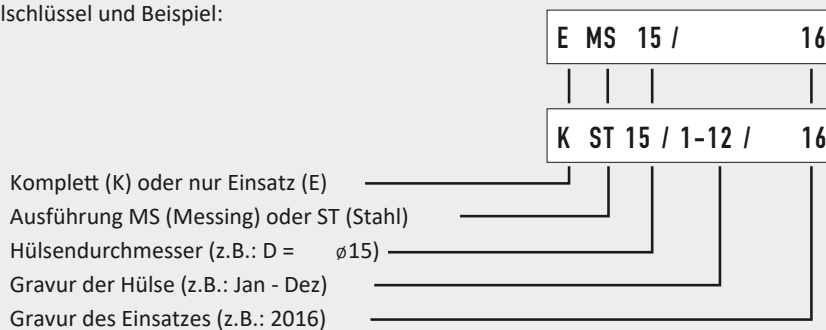 lschlüssel und Beispiel:
E MS 15 / 16
K ST 15 / 1-12 / 16
Komplett (K) oder nur Einsatz (E)
Ausführung MS (Messing) oder ST (Stahl)
Hülsendurchmesser (z.B.: D = ø15)
Gravur der Hülse (z.B.: Jan - Dez)
Gravur des Einsatzes (z.B.: 2016)